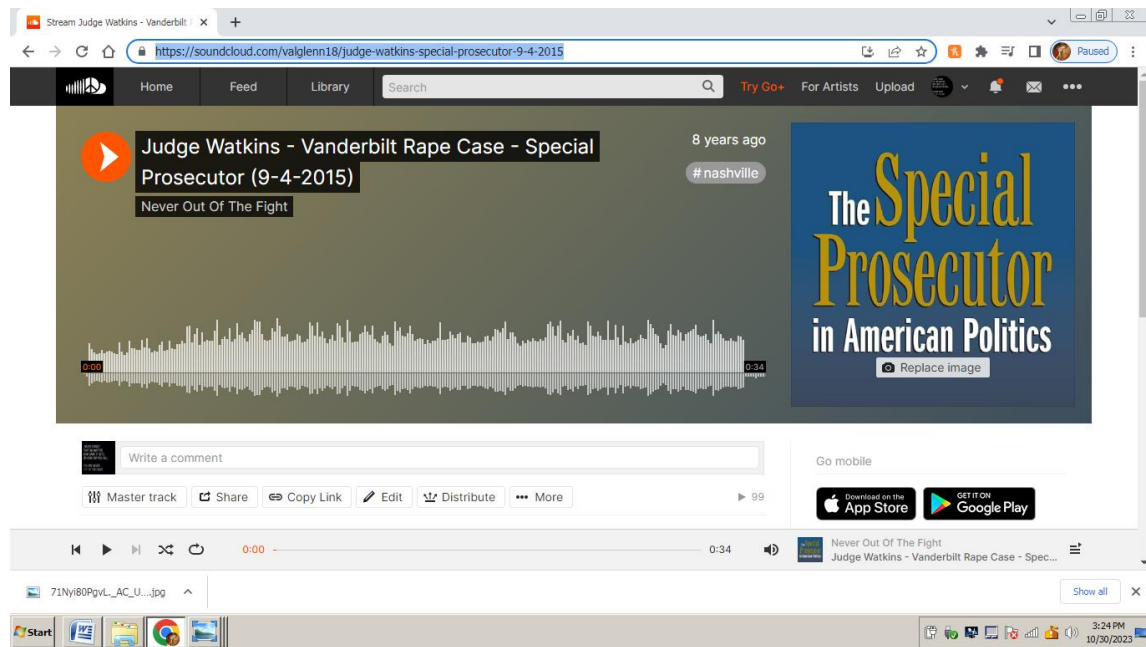 Stream Judge Watkins - Vanderbilt
https://soundcloud.com/valglenn18/judge-watkins-special-prosecutor-9-4-2015
Paused
Home Feed Library Search Try Go+ For Artists Upload
Judge Watkins - Vanderbilt Rape Case - Special
Prosecutor (9-4-2015)
Never Out Of The Fight
8 years ago
# nashville
The Special
Prosecutor
in American Politics
Replace image
0:00
0:34
Write a comment
Master track Share Copy Link Edit Distribute More
99
Go mobile
Download on the
App Store
GET IT ON
Google Play
0:00
0:34
Never Out Of The Fight
Judge Watkins - Vanderbilt Rape Case - Spec...
71Nyi80PgvL._AC_U....jpg
Show all
Start
3:24 PM
10/30/2023